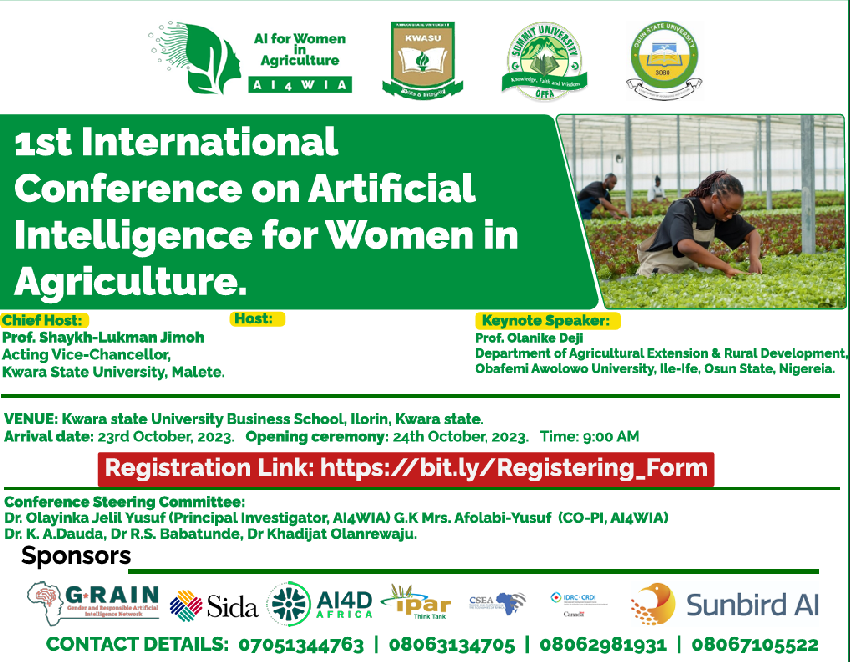 AI for Women
in
Agriculture
AI4WIA
KWASU
SUMMIT UNIVERSITY
Knowledge, Faith and Wisdom
OFFA
OSUN STATE UNIVERSITY
1st International
Conference on Artificial
Intelligence for Women in
Agriculture.
Chief Host:
Prof. Shaykh-Lukman Jimoh
Acting Vice-Chancellor,
Kwara State University, Malete.
Host:
Keynote Speaker:
Prof. Olanike Deji
Department of Agricultural Extension & Rural Development,
Obafemi Awolowo University, Ile-Ife, Osun State, Nigereia.
VENUE: Kwara state University Business School, Ilorin, Kwara state.
Arrival date: 23rd October, 2023. Opening ceremony: 24th October, 2023. Time: 9:00 AM
Registration Link: https://bit.ly/Registering_Form
Conference Steering Committee:
Dr. Olayinka Jelil Yusuf (Principal Investigator, AI4WIA) G.K Mrs. Afolabi-Yusuf (CO-PI, AI4WIA)
Dr. K. A.Dauda, Dr R.S. Babatunde, Dr Khadijat Olanrewaju.
Sponsors
GRAIN
Gender and Responsible Artificial
Intelligence Network
Sida
AI4D
AFRICA
ipar
Think Tank
CSEA
IDRC · CRDI
Canada
Sunbird AI
CONTACT DETAILS: 07051344763 | 08063134705 | 08062981931 | 08067105522